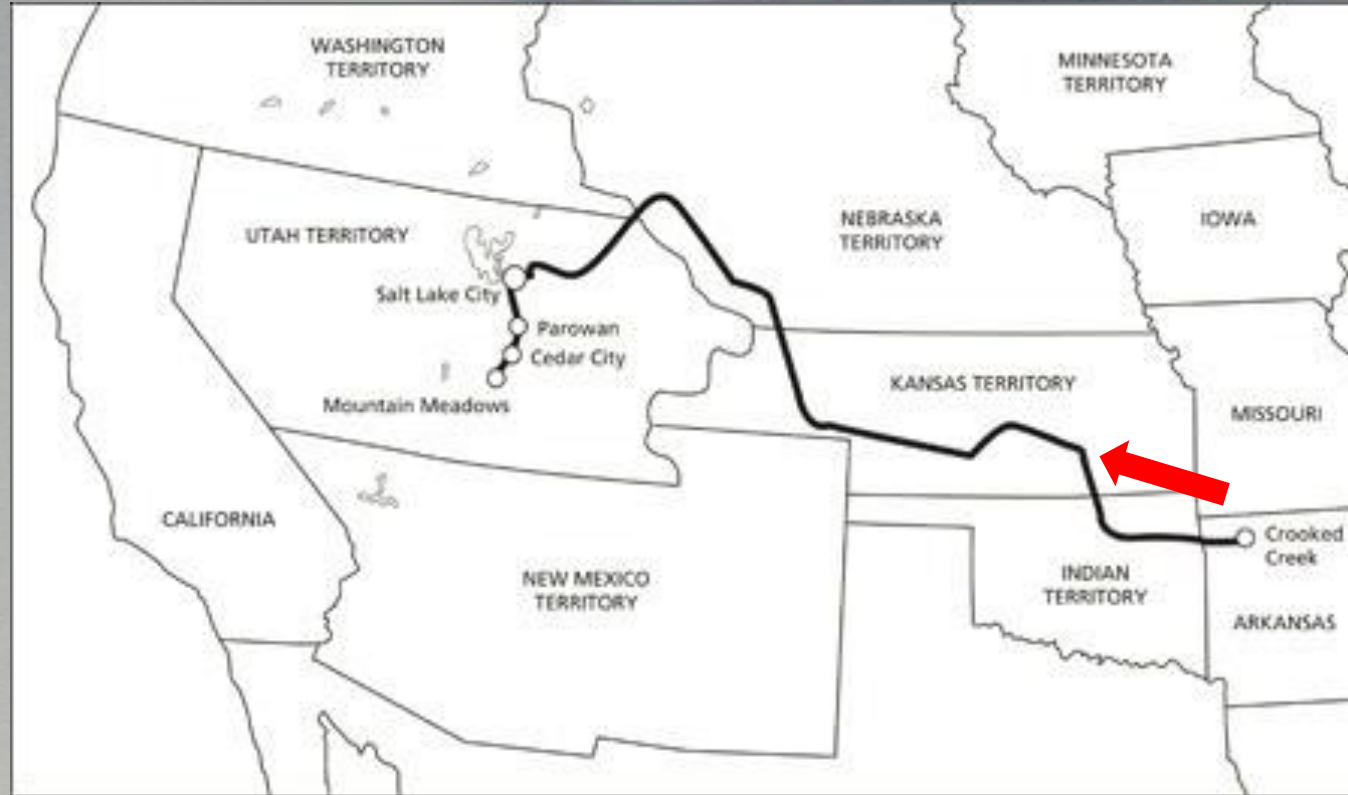 WASHINGTON
TERRITORY
MINNESOTA
TERRITORY
NEBRASKA
TERRITORY
IOWA
UTAH TERRITORY
Salt Lake City
Parowan
Cedar City
Mountain Meadows
KANSAS TERRITORY
MISSOURI
CALIFORNIA
Crooked
Creek
NEW MEXICO
TERRITORY
INDIAN
TERRITORY
ARKANSAS